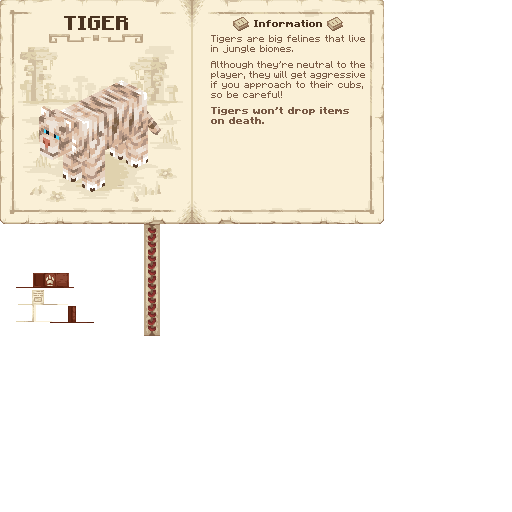 TIGER
Information
Tigers are big felines that live
in jungle biomes.
Although they're neutral to the
player, they will get aggressive
if you approach to their cubs,
so be careful!
Tigers won't drop items
on death.